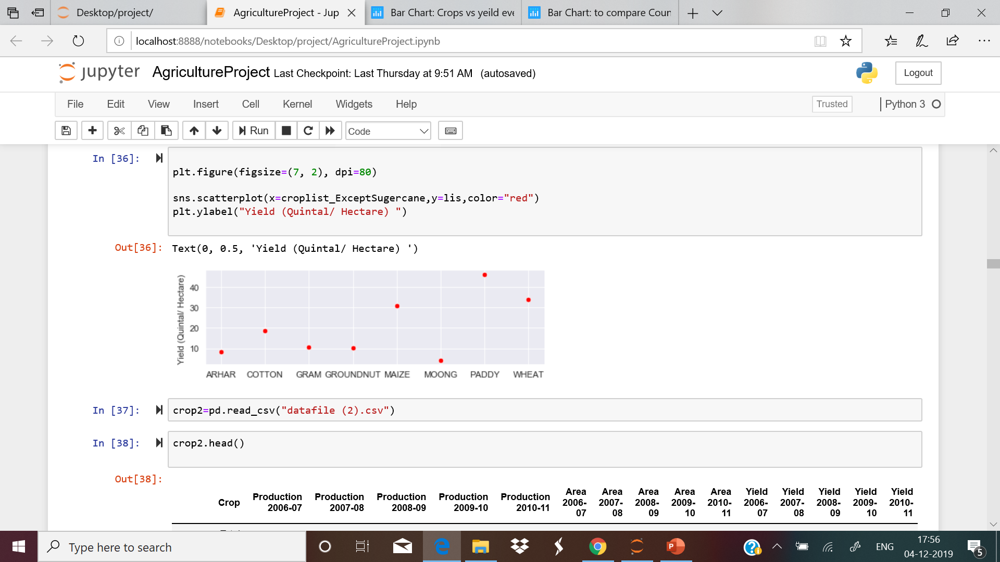 Desktop/project/
AgricultureProject - Jup
Bar Chart: Crops vs yeild eve
Bar Chart: to compare Coun
localhost:8888/notebooks/Desktop/project/AgricultureProject.ipynb
jupyter AgricultureProject Last Checkpoint: Last Thursday at 9:51 AM (autosaved)
Logout
File Edit View Insert Cell Kernel Widgets Help
Trusted
Python 3
Run
Code
In [36]:
plt.figure(figsize=(7, 2), dpi=80)
sns.scatterplot(x=croplist_ExceptSugercane,y=lis,color="red")
plt.ylabel("Yield (Quintal/ Hectare) ")
Out[36]: Text(0, 0.5, 'Yield (Quintal/ Hectare) ')
Yield (Quintal/ Hectare)
40
30
20
10
ARHAR COTTON GRAM GROUNDNUT MAIZE MOONG PADDY WHEAT
In [37]: crop2=pd.read_csv("datafile (2).csv")
In [38]: crop2.head()
Out[38]:
Crop
Production 2006-07
Production 2007-08
Production 2008-09
Production 2009-10
Production 2010-11
Area 2006-07
Area 2007-08
Area 2008-09
Area 2009-10
Area 2010-11
Yield 2006-07
Yield 2007-08
Yield 2008-09
Yield 2009-10
Yield 2010-11
Type here to search
ENG
17:56
04-12-2019
5